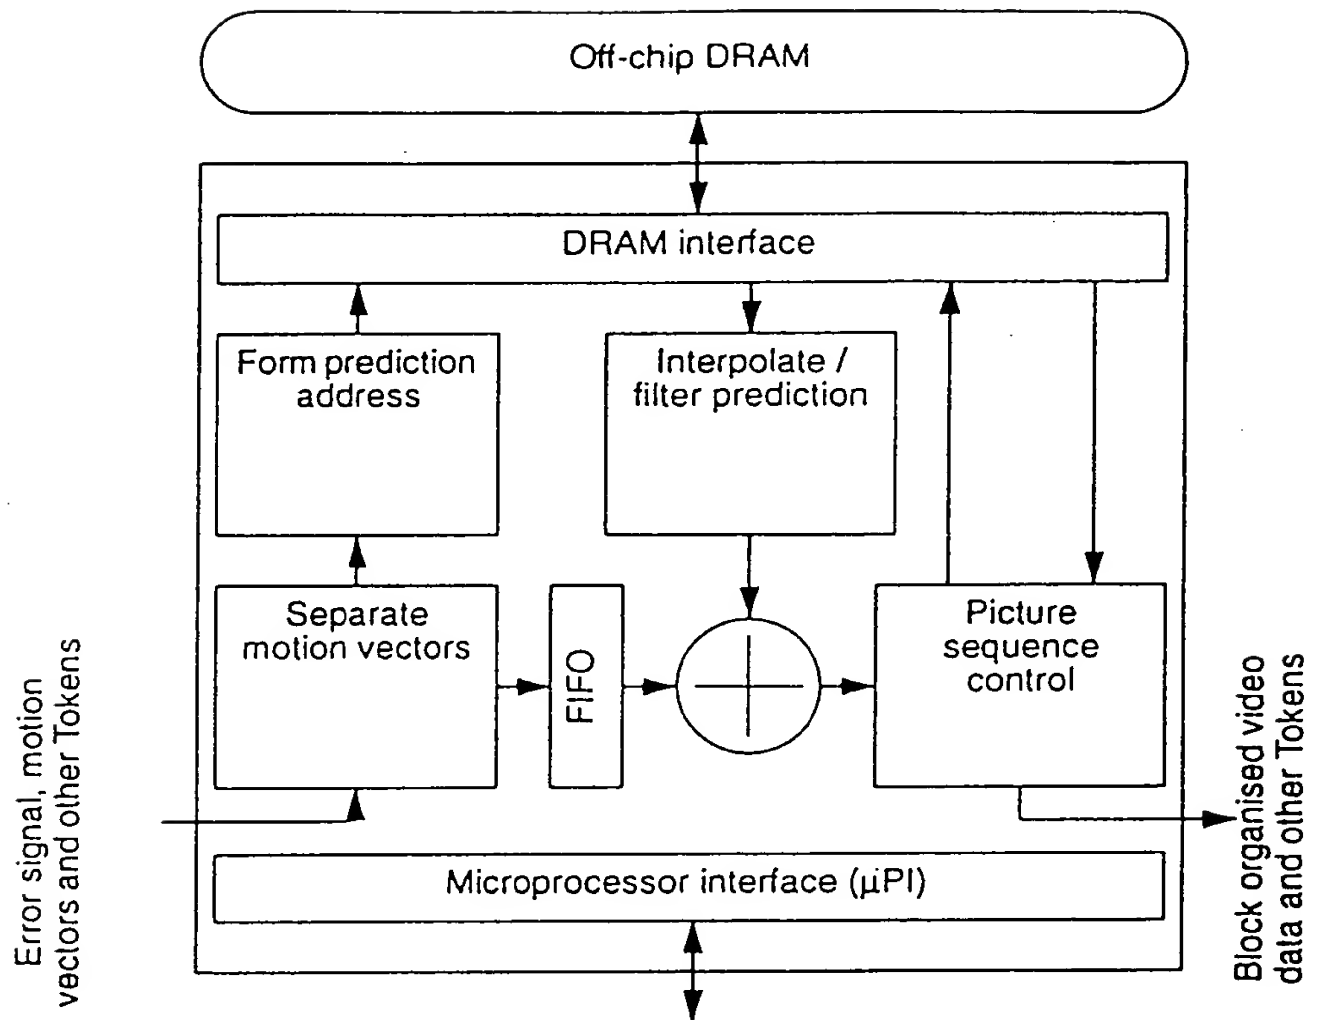 Off-chip DRAM
DRAM interface
Form prediction
address
Interpolate /
filter prediction
Separate
motion vectors
FIFO
Picture
sequence
control
Error signal, motion
vectors and other Tokens
Block organised video
data and other Tokens
Microprocessor interface (µPI)